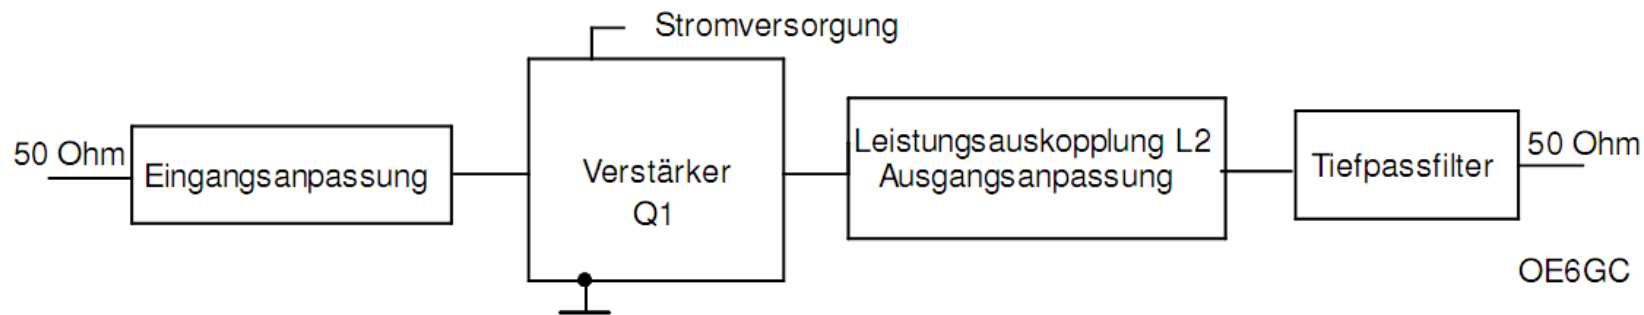 Stromversorgung
50 Ohm
Eingangsanpassung
Verstärker
Q1
Leistungsauskopplung L2
Ausgangsanpassung
Tiefpassfilter
50 Ohm
OE6GC